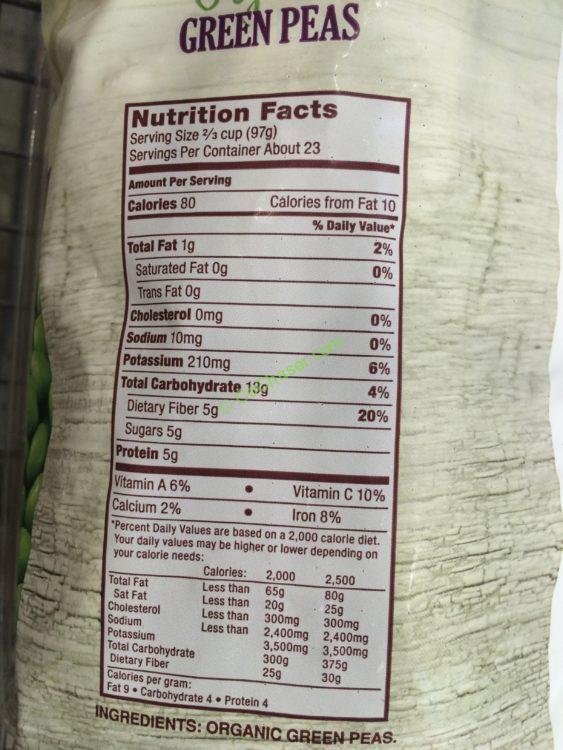 GREEN PEAS
Nutrition Facts
Serving Size 2/3 cup (97g)
Servings Per Container About 23
Amount Per Serving
Calories 80 Calories from Fat 10
% Daily Value*
Total Fat 1g 2%
Saturated Fat 0g 0%
Trans Fat 0g
Cholesterol 0mg 0%
Sodium 10mg 0%
Potassium 210mg 6%
Total Carbohydrate 13g 4%
Dietary Fiber 5g 20%
Sugars 5g
Protein 5g
Vitamin A 6% • Vitamin C 10%
Calcium 2% • Iron 8%
*Percent Daily Values are based on a 2,000 calorie diet.
Your daily values may be higher or lower depending on
your calorie needs:
Calories: 2,000 2,500
Total Fat Less than 65g 80g
Sat Fat Less than 20g 25g
Cholesterol Less than 300mg 300mg
Sodium Less than 2,400mg 2,400mg
Potassium 3,500mg 3,500mg
Total Carbohydrate 300g 375g
Dietary Fiber 25g 30g
Calories per gram:
Fat 9 • Carbohydrate 4 • Protein 4
INGREDIENTS: ORGANIC GREEN PEAS.